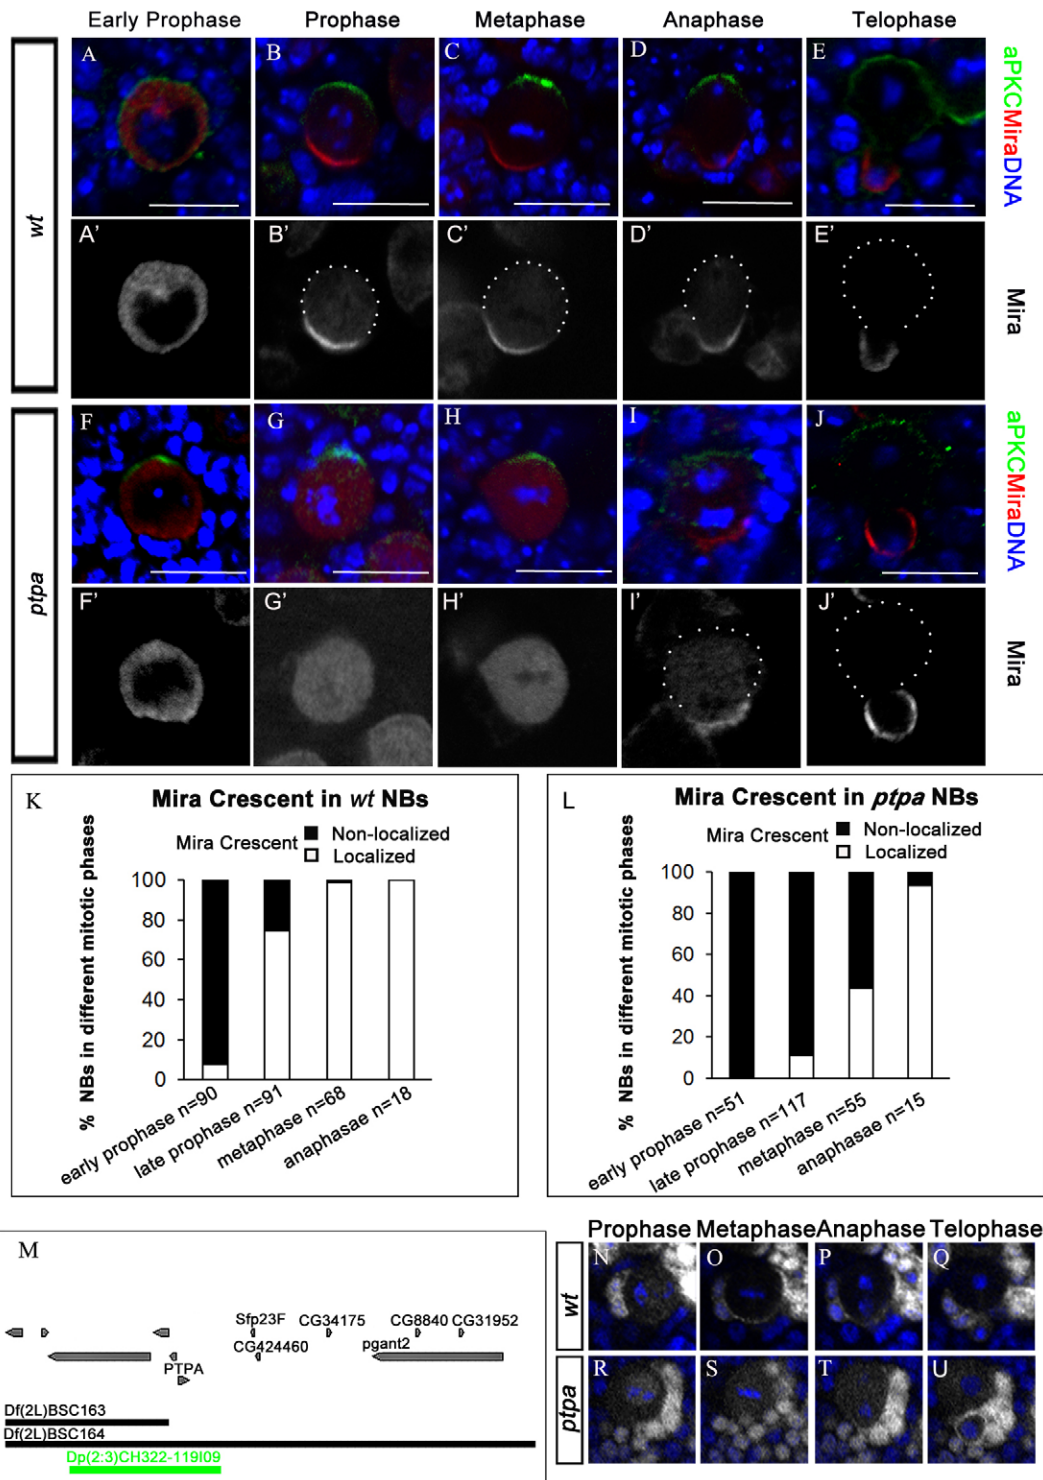 Early Prophase Prophase Metaphase Anaphase Telophase
wt
A B C D E
aPKCMiraDNA
A' B' C' D' E'
Mira
ptpa
F G H I J
aPKCMiraDNA
F' G' H' I' J'
Mira
K
Mira Crescent in wt NBs
Mira Crescent
Non-localized
Localized
% NBs in different mitotic phases
100
80
60
40
20
0
early prophase n=90
late prophase n=91
metaphase n=68
anaphasae n=18
L
Mira Crescent in ptpa NBs
Mira Crescent
Non-localized
Localized
% NBs in different mitotic phases
100
80
60
40
20
0
early prophase n=51
late prophase n=117
metaphase n=55
anaphasae n=15
M
Sfp23F CG34175 CG8840 CG31952
CG424460 pgant2
PTPA
Df(2L)BSC163
Df(2L)BSC164
Dp(2:3)CH322-119I09
Prophase Metaphase Anaphase Telophase
wt
N O P Q
ptpa
R S T U